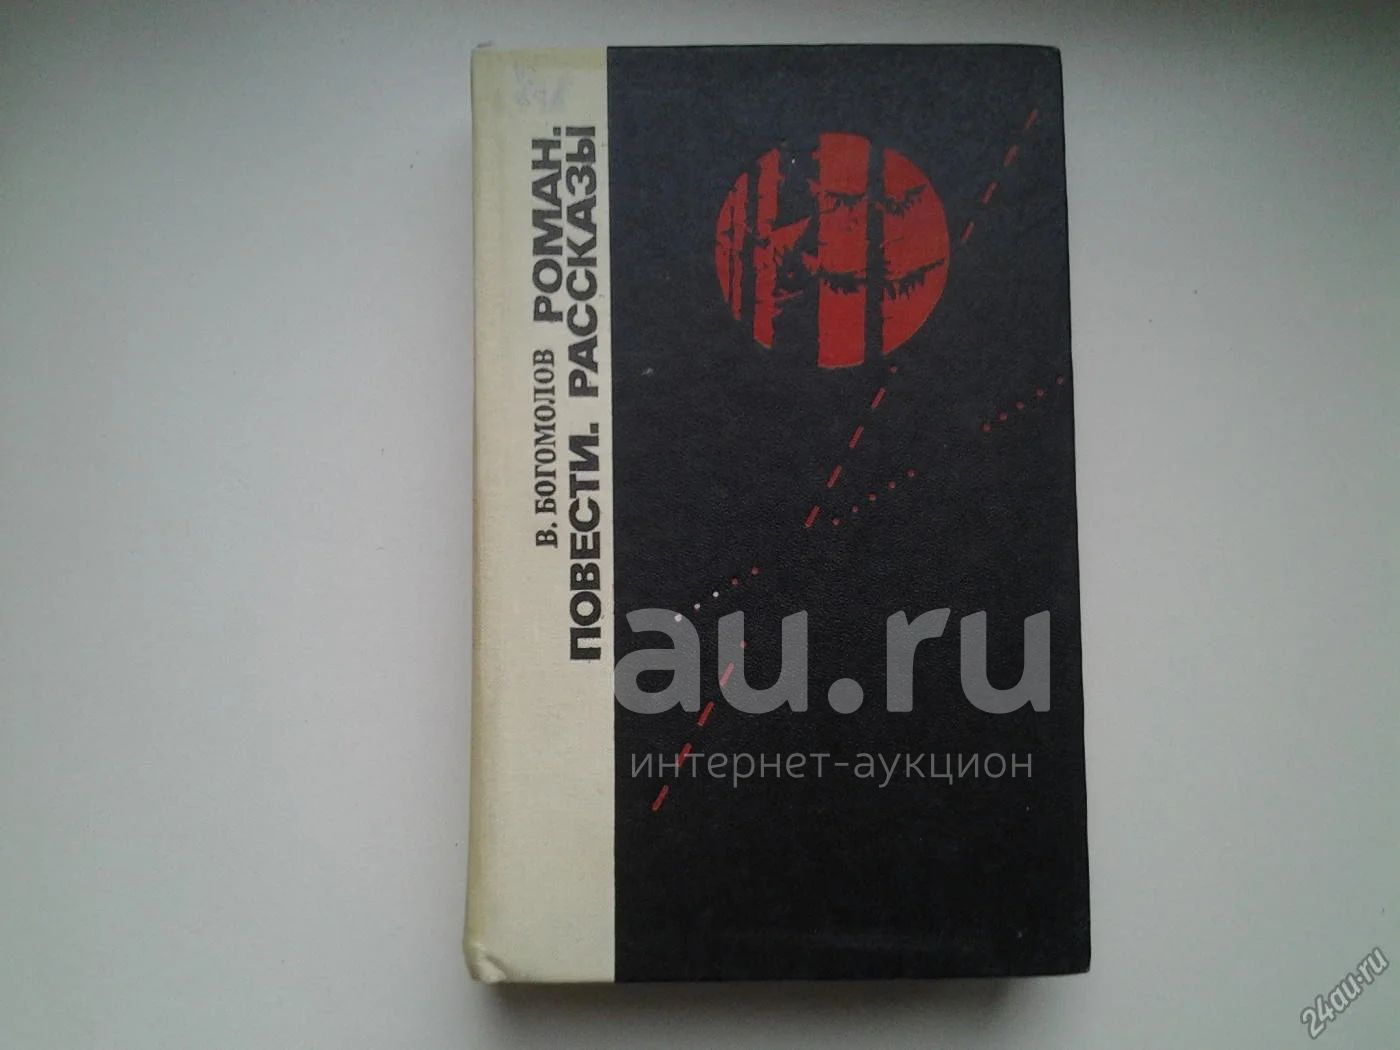 В. БОГОМОЛОВ РОМАН.
ПОВЕСТИ. РАССКАЗЫ
au.ru
интернет-аукцион
24au.ru